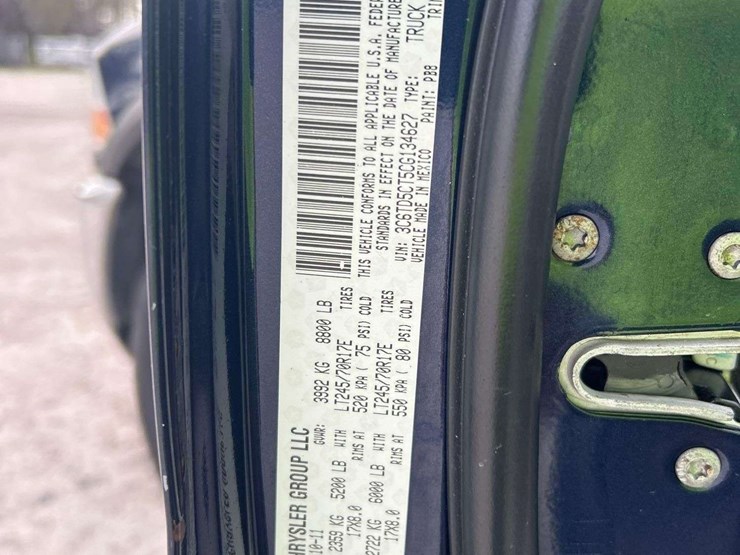 RYSLER GROUP LLC
10-11 GVWR: 3992 KG 8800 LB
2359 KG 5200 LB WITH LT245/70R17E TIRES
17X8.0 RIMS AT 520 KPA ( 75 PSI) COLD
2722 KG 6000 LB WITH LT245/70R17E TIRES
17X8.0 RIMS AT 550 KPA ( 80 PSI) COLD
THIS VEHICLE CONFORMS TO ALL APPLICABLE U.S.A. FEDER
STANDARDS IN EFFECT ON THE DATE OF MANUFACTURE
VIN: 3C6TD5CT5CG134627 TYPE: TRUCK
VEHICLE MADE IN MEXICO PAINT: PB8 TRI